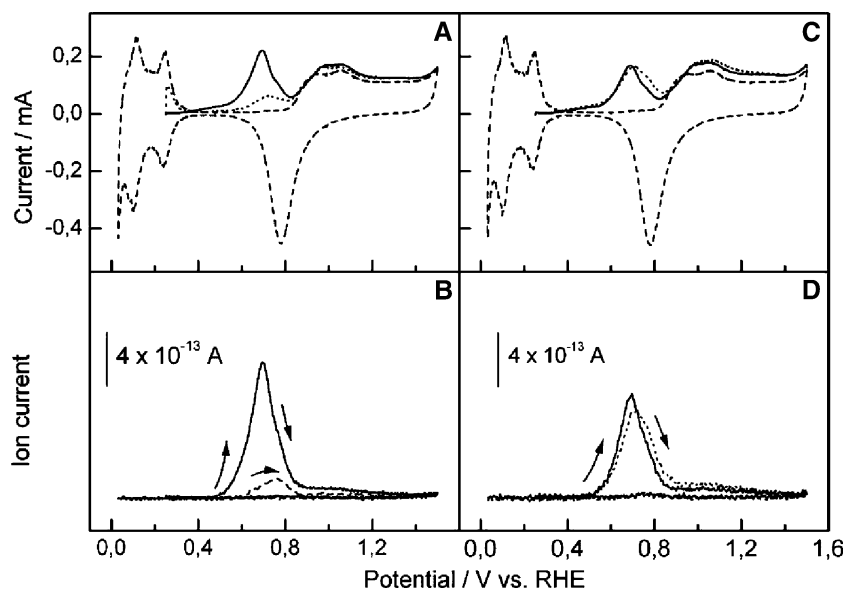 A
C
0,2
0,0
-0,2
-0,4
Current / mA
B
D
4 x 10⁻¹³ A
4 x 10⁻¹³ A
Ion current
0,0 0,4 0,8 1,2 0,0 0,4 0,8 1,2 1,6
Potential / V vs. RHE